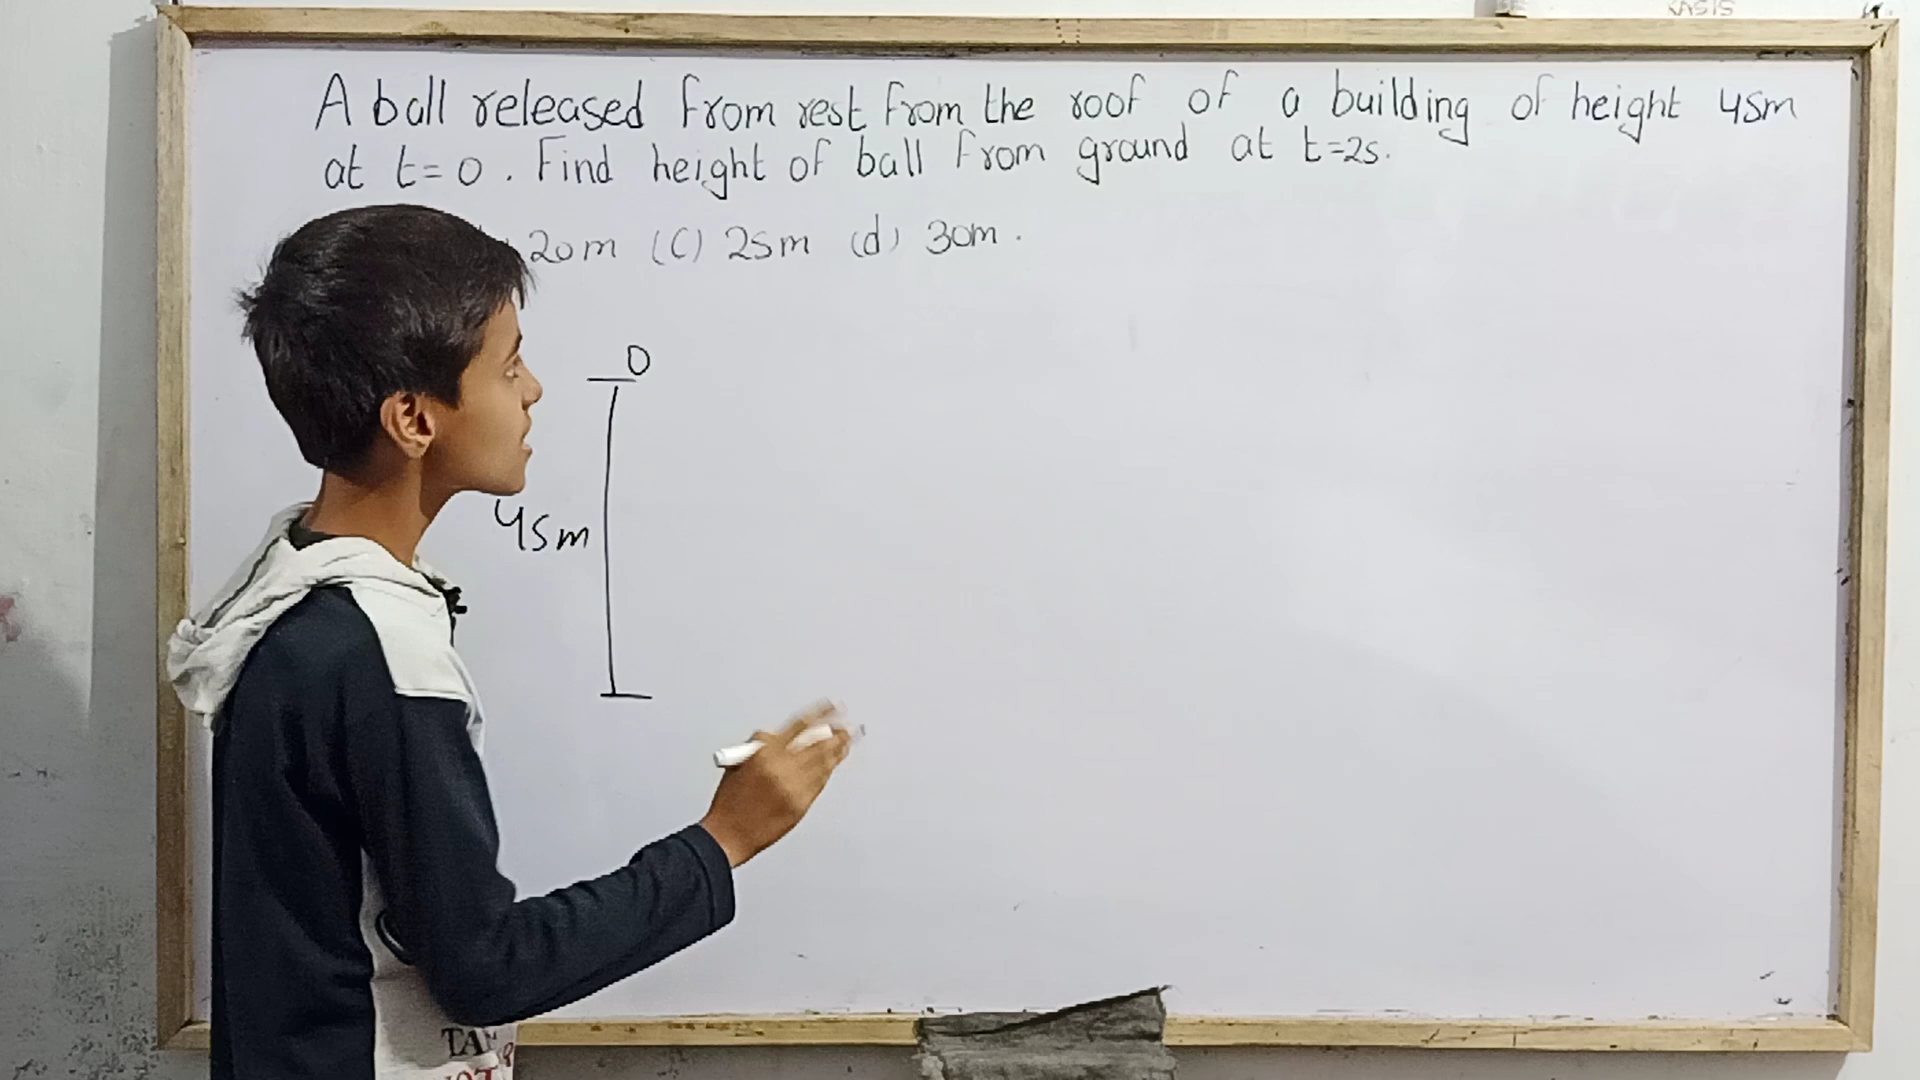 A ball released from rest from the roof of a building of height 45m
at t=0. Find height of ball from ground at t=2s.
20m (C) 25m (d) 30m.
0
45m